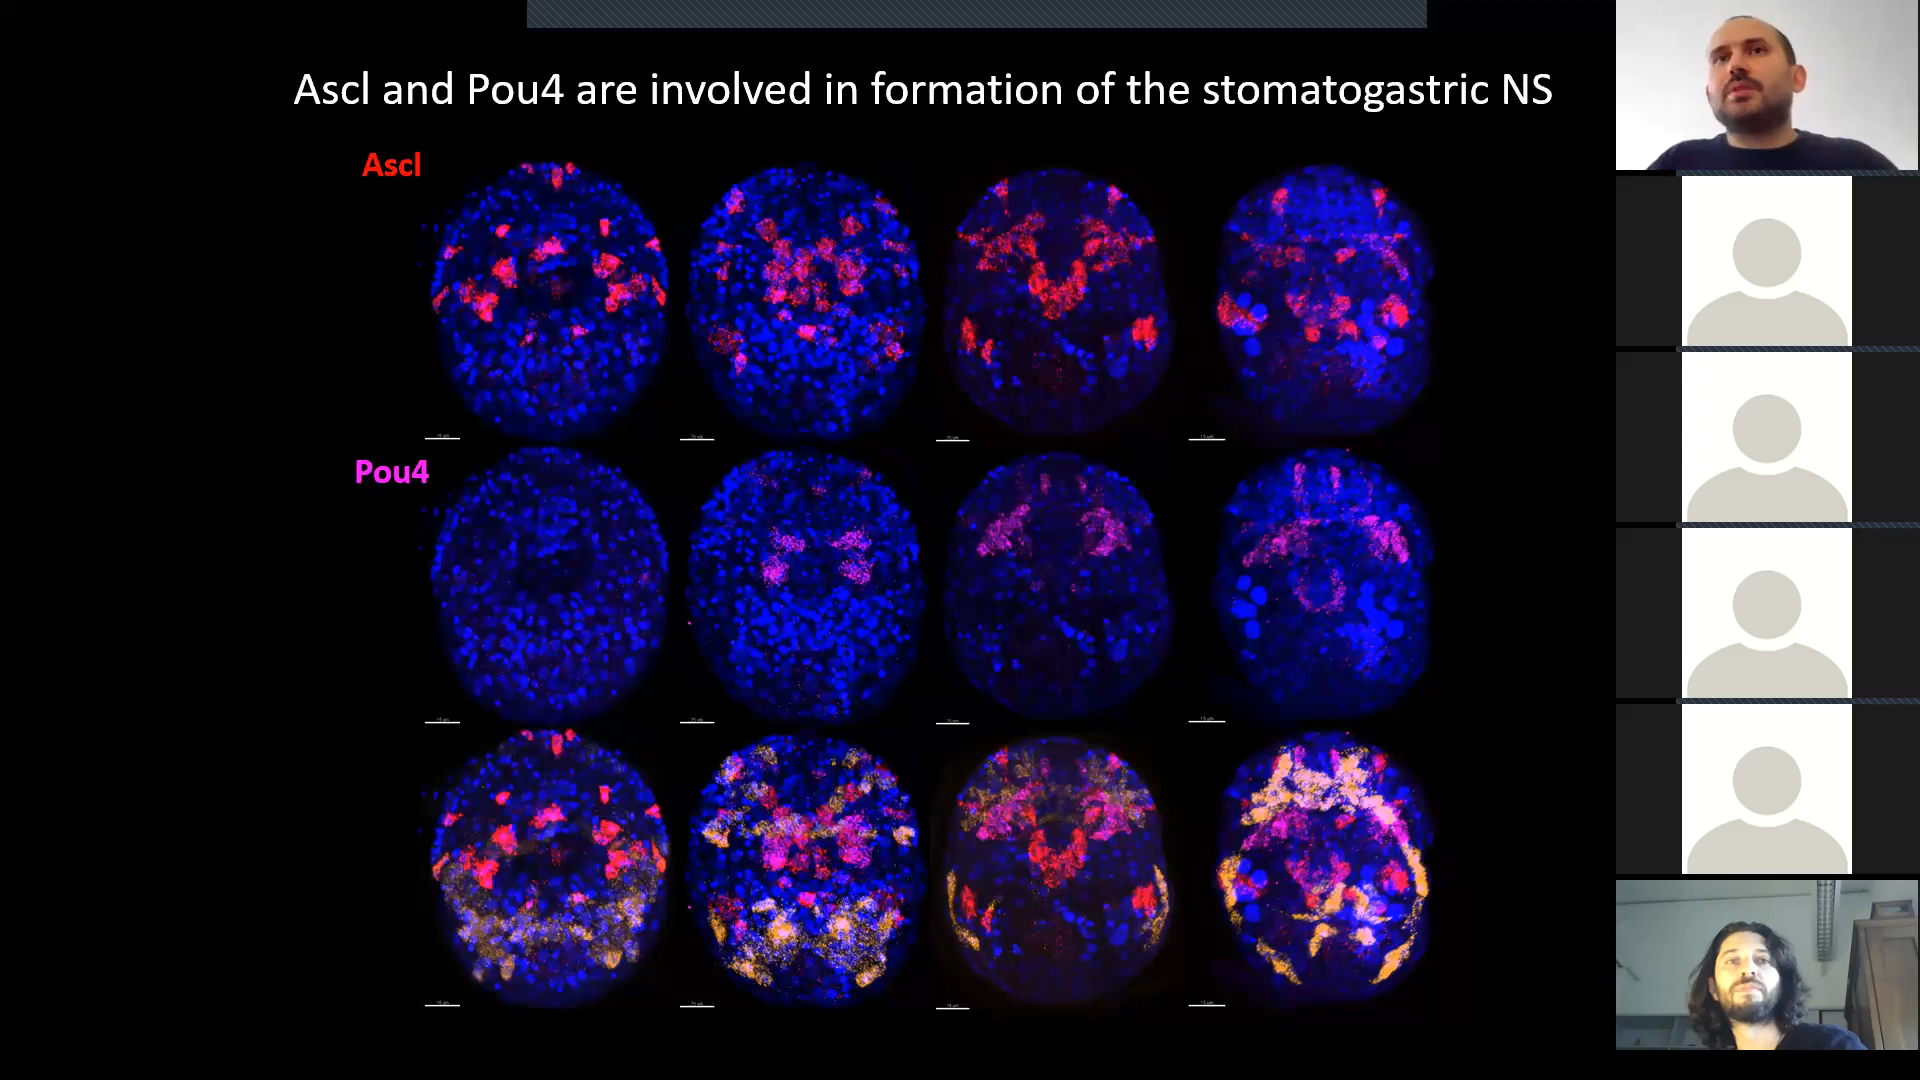 Ascl and Pou4 are involved in formation of the stomatogastric NS
Ascl
Pou4